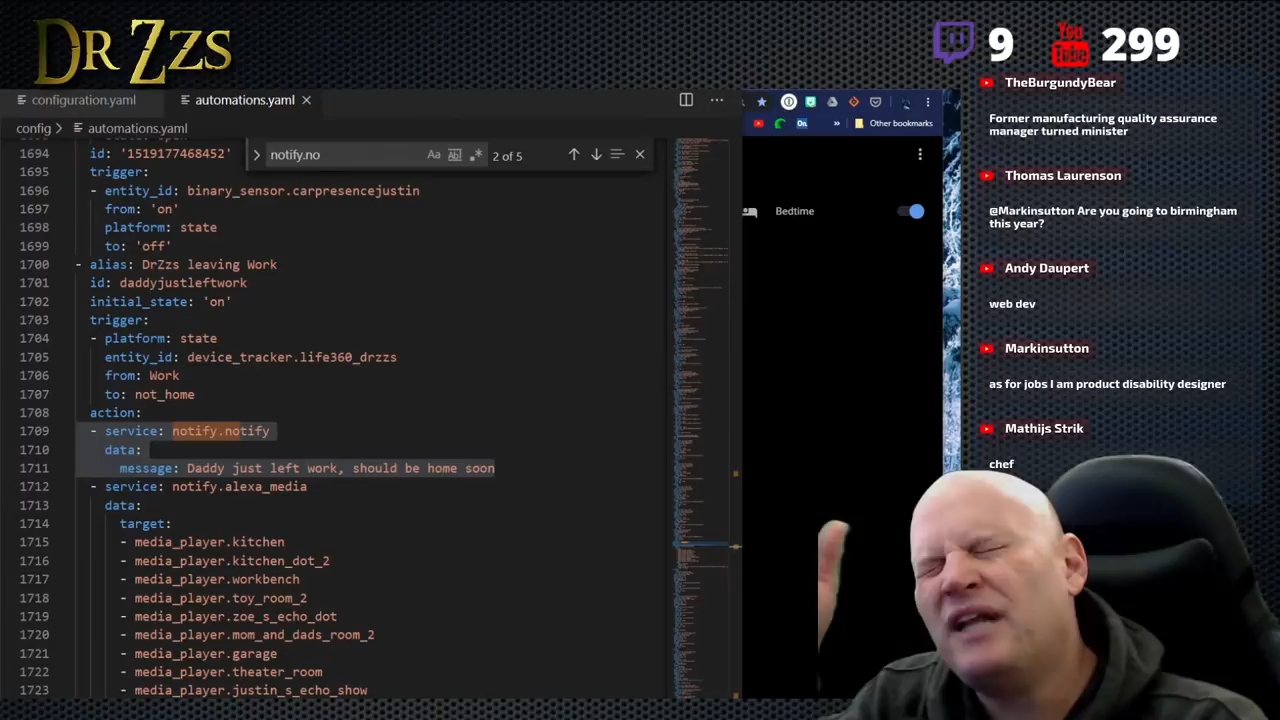 DR ZZS
9
You
Tube
299
configuration.yaml
automations.yaml
config > automations.yaml
notify.no
Aa
Ab
2 of 5
1694 id: '1519177468452'
1695 trigger:
1696 - entity_id: binary_sensor.carpresencejustin
1697 from: 'on'
1698 platform: state
1699 to: 'off'
1700 - alias: DrZzs leaving Work
1701 id: daddyjustleftwork
1702 initial_state: 'on'
1703 trigger:
1704 - platform: state
1705 entity_id: device_tracker.life360_drzzs
1706 from: Work
1707 to: not_home
1708 action:
1709 - service: notify.notify
1710 data:
1711 message: Daddy just left work, should be home soon
1712 - service: notify.alexa_media
1713 data:
1714 target:
1715 - media_player.kitchen
1716 - media_player.kitchen_dot_2
1717 - media_player.workbench
1718 - media_player.toy_room_2
1719 - media_player.zoe_s_echo_dot
1720 - media_player.mom_and_dads_room_2
1721 - media_player.garage
1722 - media_player.theater_room
1723 - media_player.justin_s_echo_show
On
» Other bookmarks
Bedtime
TheBurgundyBear
Former manufacturing quality assurance
manager turned minister
Thomas Laurenson
@Markinsutton Are you going to birmingham
this year?
Andy Daupert
web dev
Markinsutton
as for jobs I am product disability designer
Mathijs Strik
chef